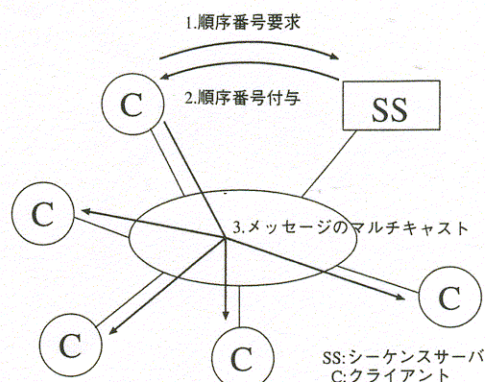 1.順序番号要求
2.順序番号付与
C
SS
C
3.メッセージのマルチキャスト
C
C
C
SS:シーケンスサーバ
C:クライアント